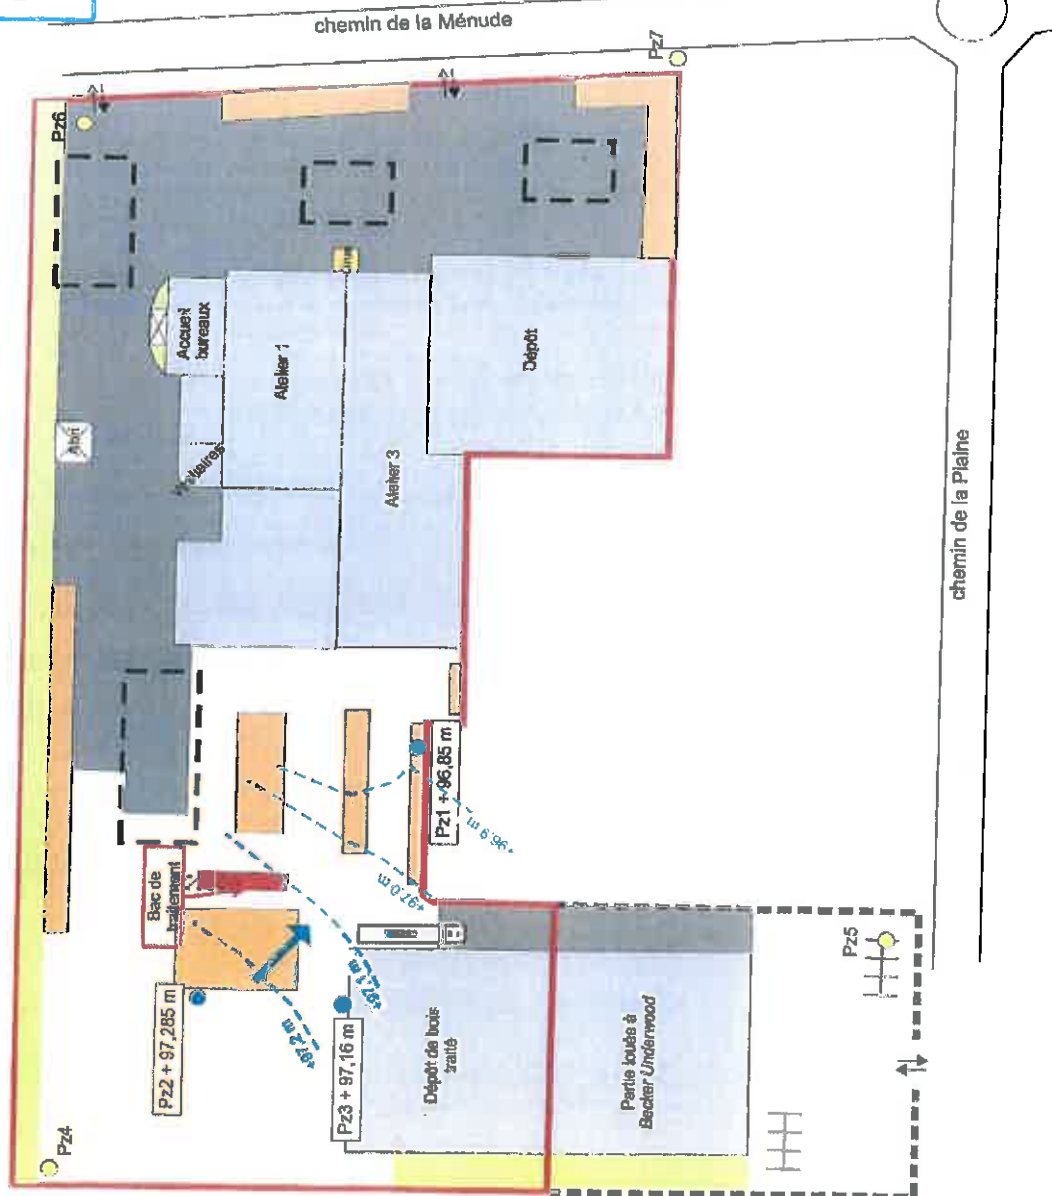 chemin de la Ménude
Pz7
Pz6
Accueil
bureaux
Atelier 1
Abri
Atelier 3
Dépôt
chemin de la Plaine
Pz1 + 96,85 m
+96.9 m
+97.0 m
Bac de
traitement
+97.1 m
+97.2 m
Pz2 + 97,285 m
Pz3 + 97,16 m
Dépôt de bois
traité
Pz5
Partie louée à
Becker Underwood
Pz4